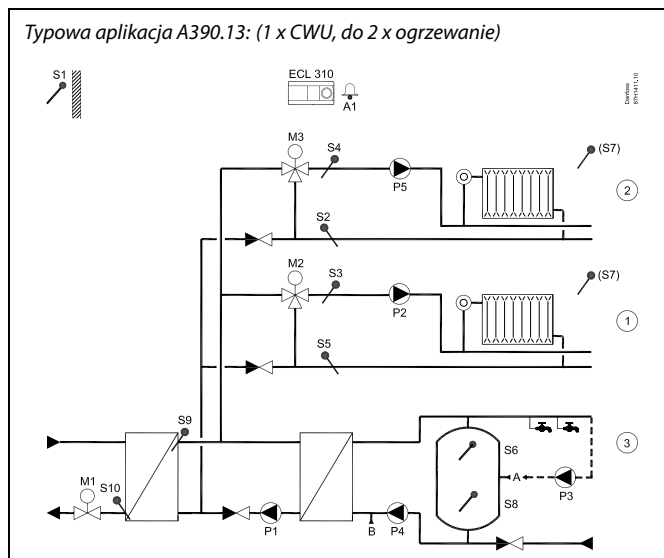 Typowa aplikacja A390.13: (1 x CWU, do 2 x ogrzewanie)
S1
ECL 310
A1
Danfoss
87H1411.10
M3
S4
P5
(S7)
2
S2
M2
S3
P2
(S7)
1
S5
S9
S6
3
A
P3
M1
S10
S8
P1
B
P4